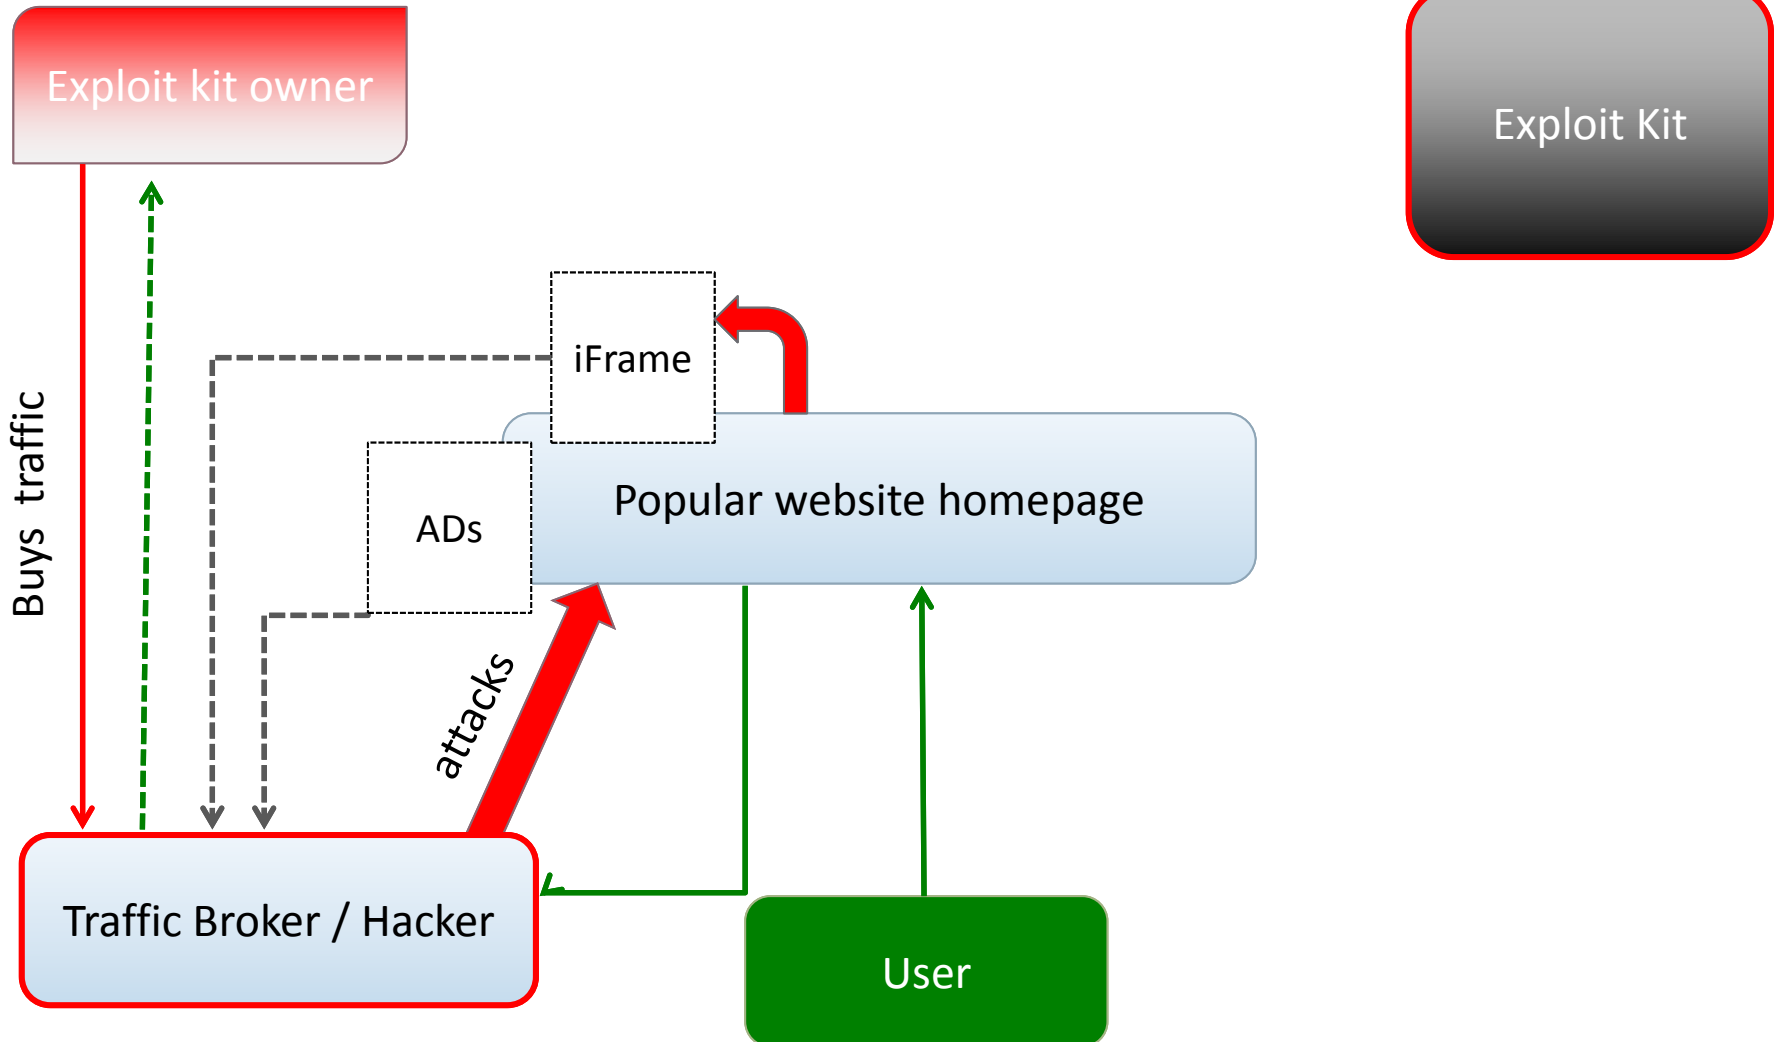 Exploit kit owner
Exploit Kit
iFrame
Buys traffic
Popular website homepage
ADs
attacks
Traffic Broker / Hacker
User